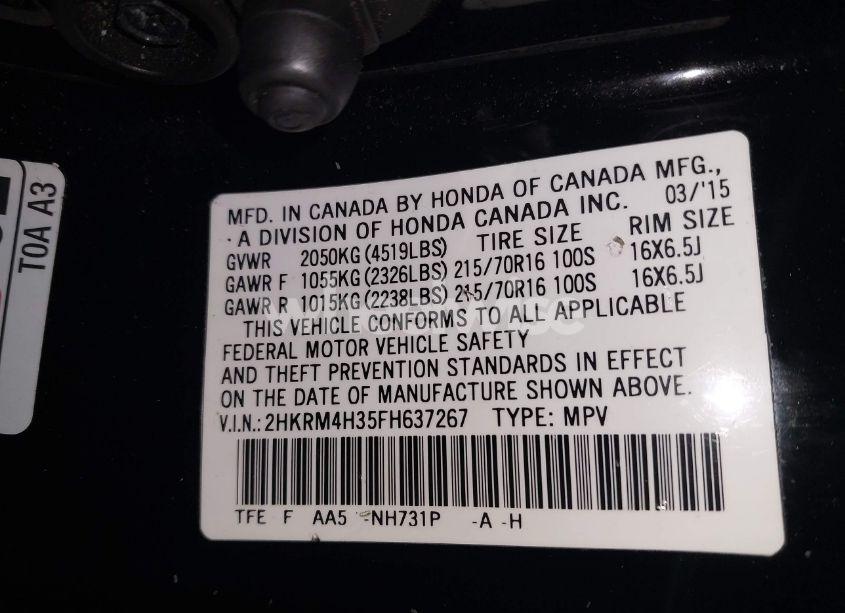 T0A A3
MFD. IN CANADA BY HONDA OF CANADA MFG.,
A DIVISION OF HONDA CANADA INC. 03/'15
GVWR 2050KG(4519LBS) TIRE SIZE RIM SIZE
GAWR F 1055KG(2326LBS) 215/70R16 100S 16X6.5J
GAWR R 1015KG(2238LBS) 215/70R16 100S 16X6.5J
THIS VEHICLE CONFORMS TO ALL APPLICABLE
FEDERAL MOTOR VEHICLE SAFETY
AND THEFT PREVENTION STANDARDS IN EFFECT
ON THE DATE OF MANUFACTURE SHOWN ABOVE.
V.I.N.: 2HKRM4H35FH637267 TYPE: MPV
TFE F AA5 NH731P -A -H